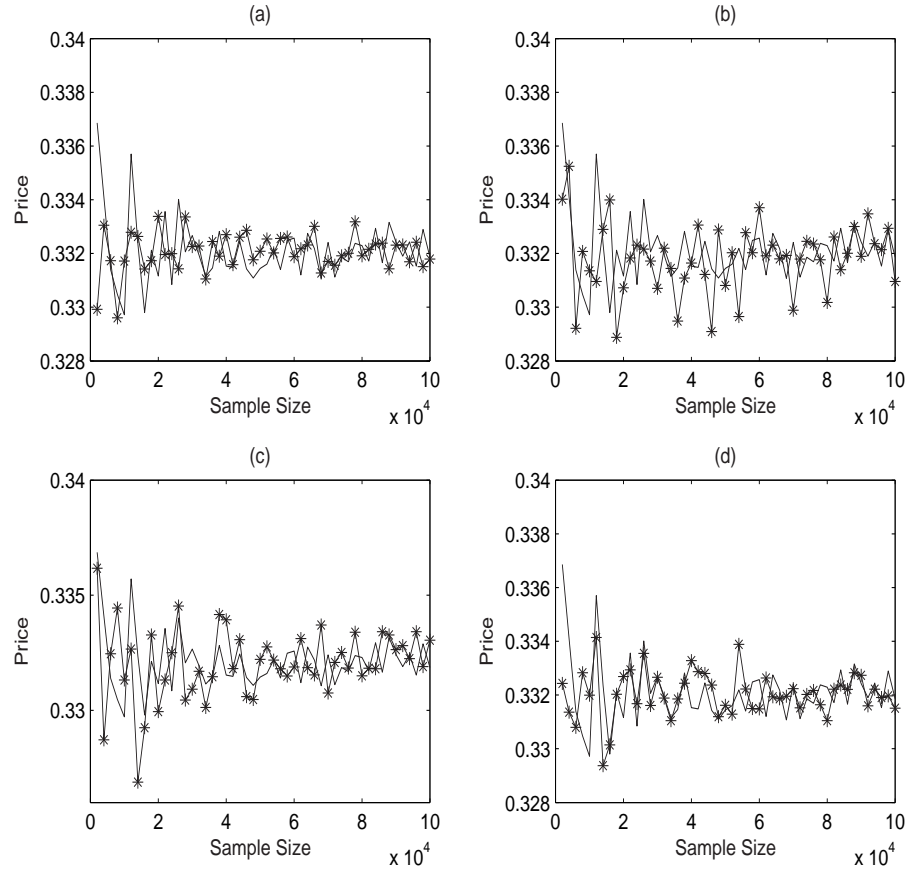 (a)
0.34
0.338
0.336
0.334
0.332
0.33
0.328
Price
0 2 4 6 8 10
Sample Size
x 10^4
(b)
0.34
0.338
0.336
0.334
0.332
0.33
0.328
Price
0 2 4 6 8 10
Sample Size
x 10^4
(c)
0.34
0.335
0.33
Price
0 2 4 6 8 10
Sample Size
x 10^4
(d)
0.34
0.338
0.336
0.334
0.332
0.33
0.328
Price
0 2 4 6 8 10
Sample Size
x 10^4